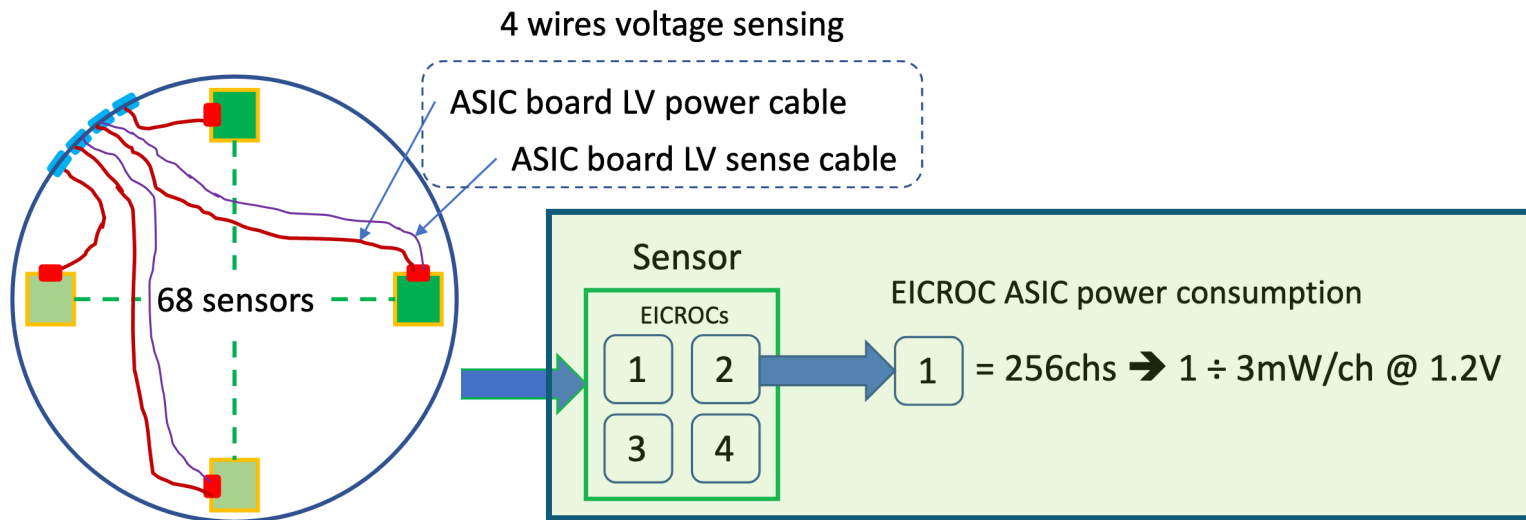 4 wires voltage sensing
ASIC board LV power cable
ASIC board LV sense cable
68 sensors
Sensor
EICROCs
1 2
3 4
EICROC ASIC power consumption
1 = 256chs ➔ 1 ÷ 3mW/ch @ 1.2V